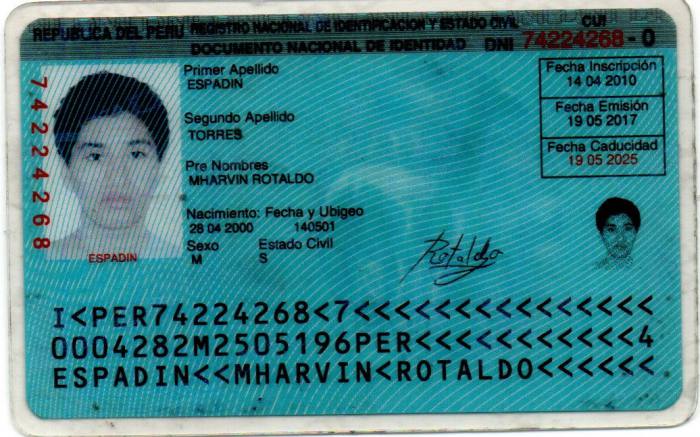 REPUBLICA DEL PERU REGISTRO NACIONAL DE IDENTIFICACION Y ESTADO CIVIL CUI
DOCUMENTO NACIONAL DE IDENTIDAD DNI 74224268 - 0
Primer Apellido
ESPADIN
Segundo Apellido
TORRES
Pre Nombres
MHARVIN ROTALDO
Nacimiento: Fecha y Ubigeo
28 04 2000 140501
Sexo Estado Civil
M S
Fecha Inscripción
14 04 2010
Fecha Emisión
19 05 2017
Fecha Caducidad
19 05 2025
74224268
ESPADIN
Rotaldo
I<PER74224268<7<<<<<<<<<<<<<<<
0004282M2505196PER<<<<<<<<<<<4
ESPADIN<<MHARVIN<ROTALDO<<<<<<